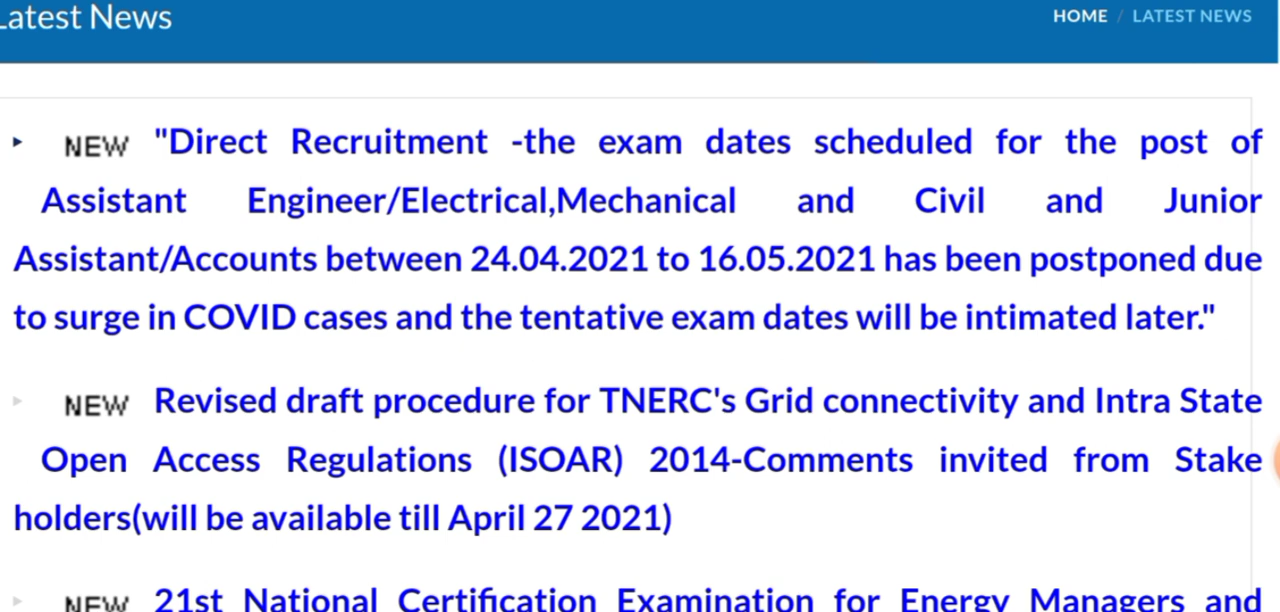 Latest News
HOME / LATEST NEWS
NEW "Direct Recruitment -the exam dates scheduled for the post of
Assistant Engineer/Electrical,Mechanical and Civil and Junior
Assistant/Accounts between 24.04.2021 to 16.05.2021 has been postponed due
to surge in COVID cases and the tentative exam dates will be intimated later."
NEW Revised draft procedure for TNERC's Grid connectivity and Intra State
Open Access Regulations (ISOAR) 2014-Comments invited from Stake
holders(will be available till April 27 2021)
NEW 21st National Certification Examination for Energy Managers and